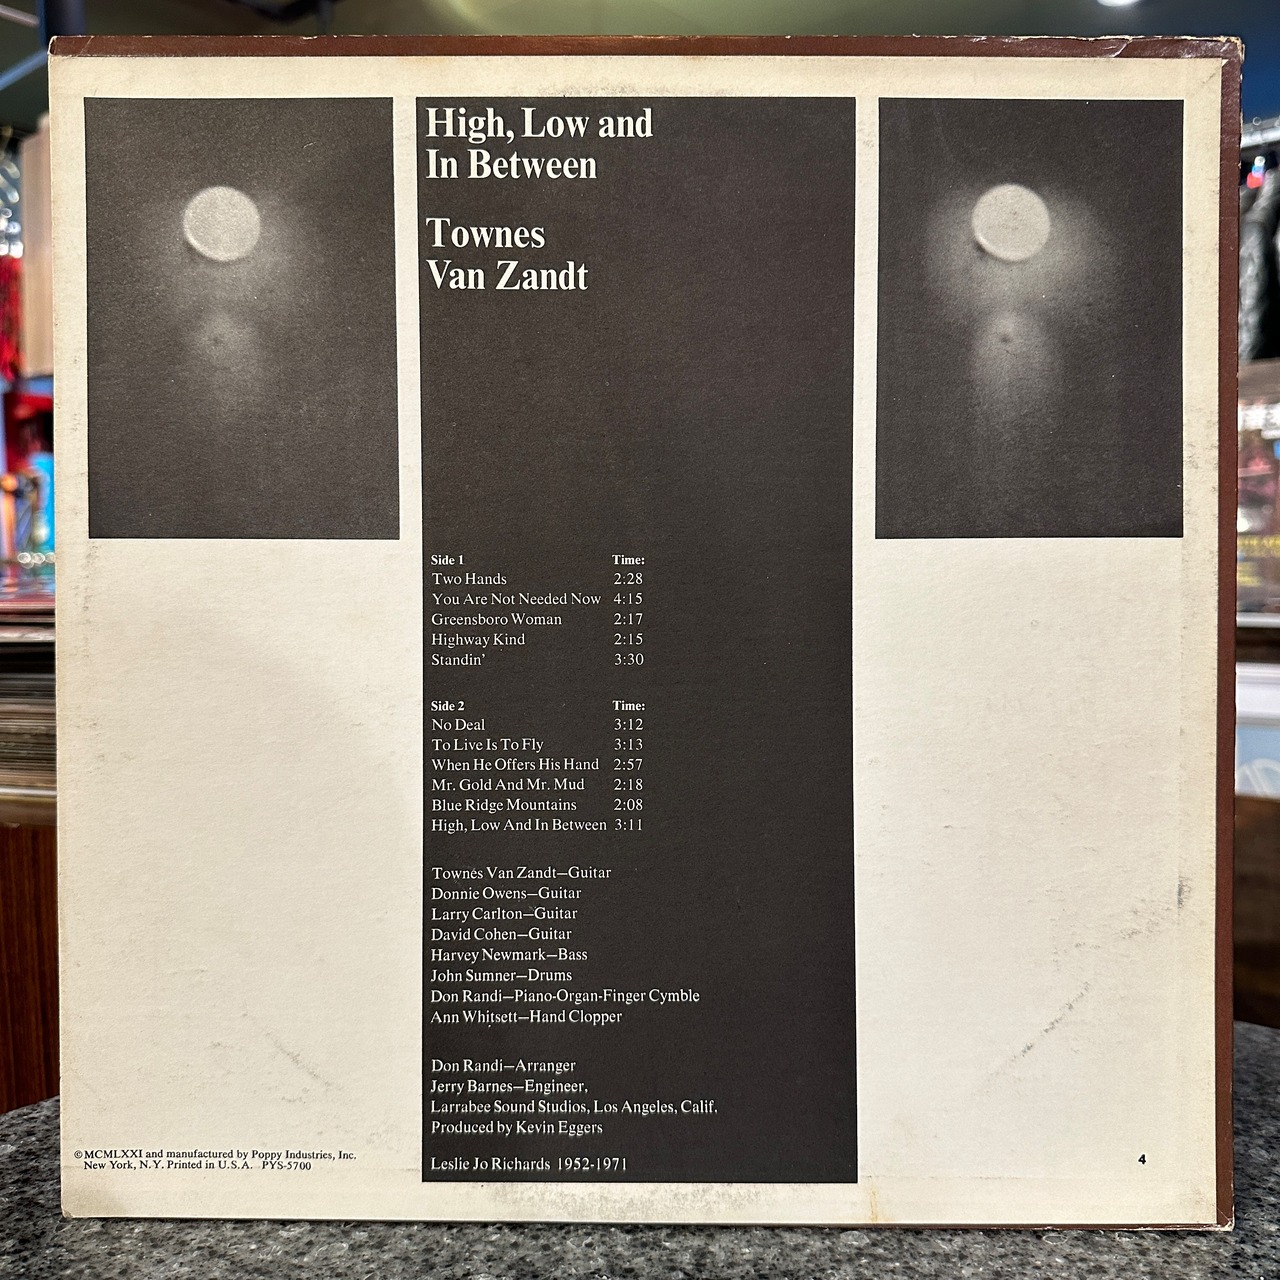 High, Low and
In Between
Townes
Van Zandt
Side 1 Time:
Two Hands 2:28
You Are Not Needed Now 4:15
Greensboro Woman 2:17
Highway Kind 2:15
Standin' 3:30
Side 2 Time:
No Deal 3:12
To Live Is To Fly 3:13
When He Offers His Hand 2:57
Mr. Gold And Mr. Mud 2:18
Blue Ridge Mountains 2:08
High, Low And In Between 3:11
Townes Van Zandt—Guitar
Donnie Owens—Guitar
Larry Carlton—Guitar
David Cohen—Guitar
Harvey Newmark—Bass
John Sumner—Drums
Don Randi—Piano-Organ-Finger Cymble
Ann Whitsett—Hand Clopper
Don Randi—Arranger
Jerry Barnes—Engineer,
Larrabee Sound Studios, Los Angeles, Calif.
Produced by Kevin Eggers
Leslie Jo Richards 1952-1971
©MCMLXXI and manufactured by Poppy Industries, Inc.
New York, N.Y. Printed in U.S.A. PYS-5700
4